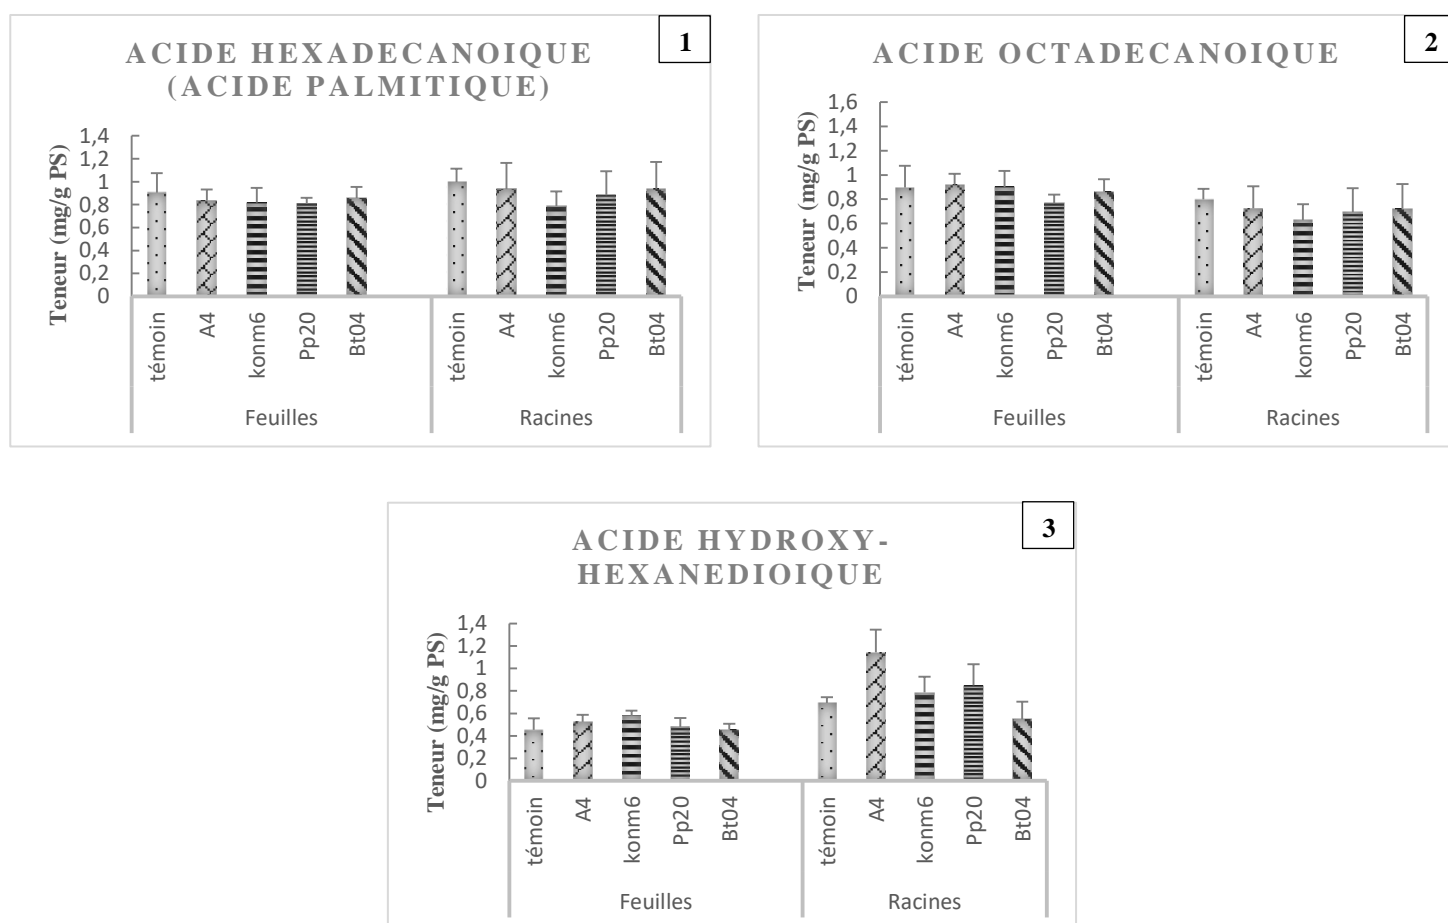 1
ACIDE HEXADECANOIQUE
(ACIDE PALMITIQUE)
Teneur (mg/g PS)
1,4
1,2
1
0,8
0,6
0,4
0,2
0
témoin
A4
konm6
Pp20
Bt04
témoin
A4
konm6
Pp20
Bt04
Feuilles
Racines
2
ACIDE OCTADECANOIQUE
Teneur (mg/g PS)
1,6
1,4
1,2
1
0,8
0,6
0,4
0,2
0
témoin
A4
konm6
Pp20
Bt04
témoin
A4
konm6
Pp20
Bt04
Feuilles
Racines
3
ACIDE HYDROXY-
HEXANEDIOIQUE
Teneur (mg/g PS)
1,4
1,2
1
0,8
0,6
0,4
0,2
0
témoin
A4
konm6
Pp20
Bt04
témoin
A4
konm6
Pp20
Bt04
Feuilles
Racines